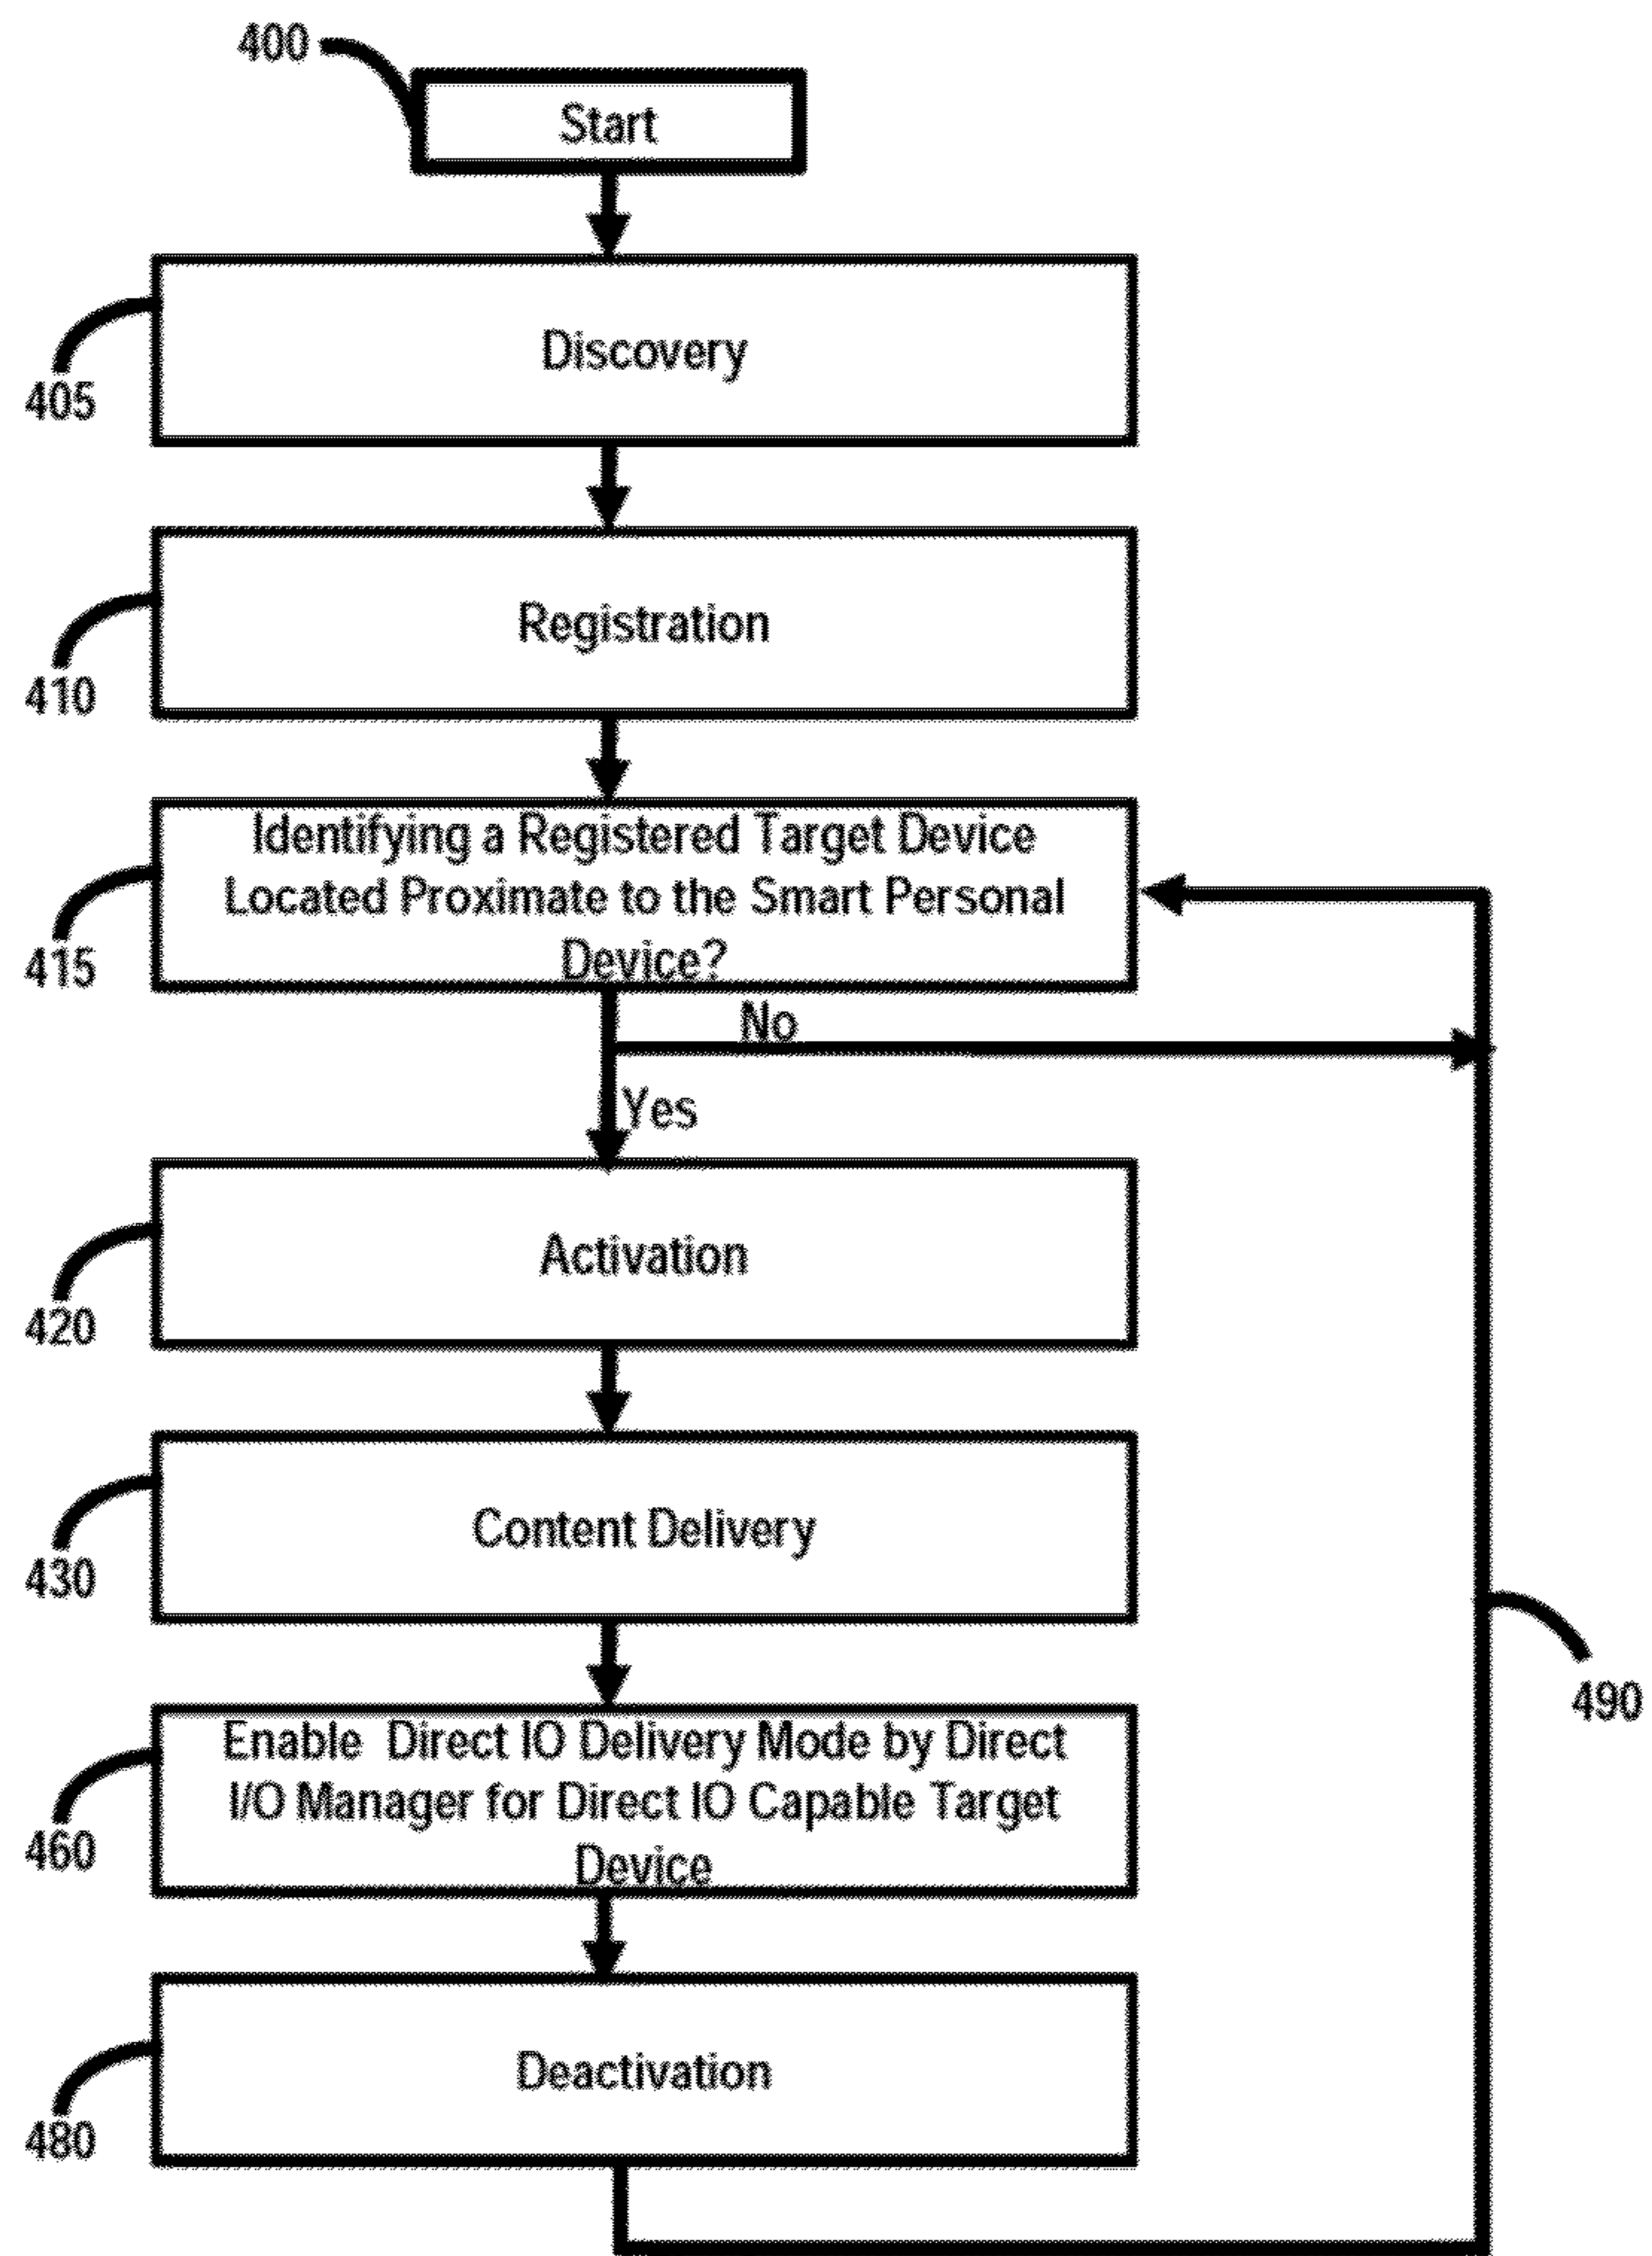 400
Start
Discovery
405
Registration
410
Identifying a Registered Target Device
Located Proximate to the Smart Personal
Device?
415
No
Yes
Activation
420
Content Delivery
430
490
Enable Direct IO Delivery Mode by Direct
I/O Manager for Direct IO Capable Target
Device
460
Deactivation
480